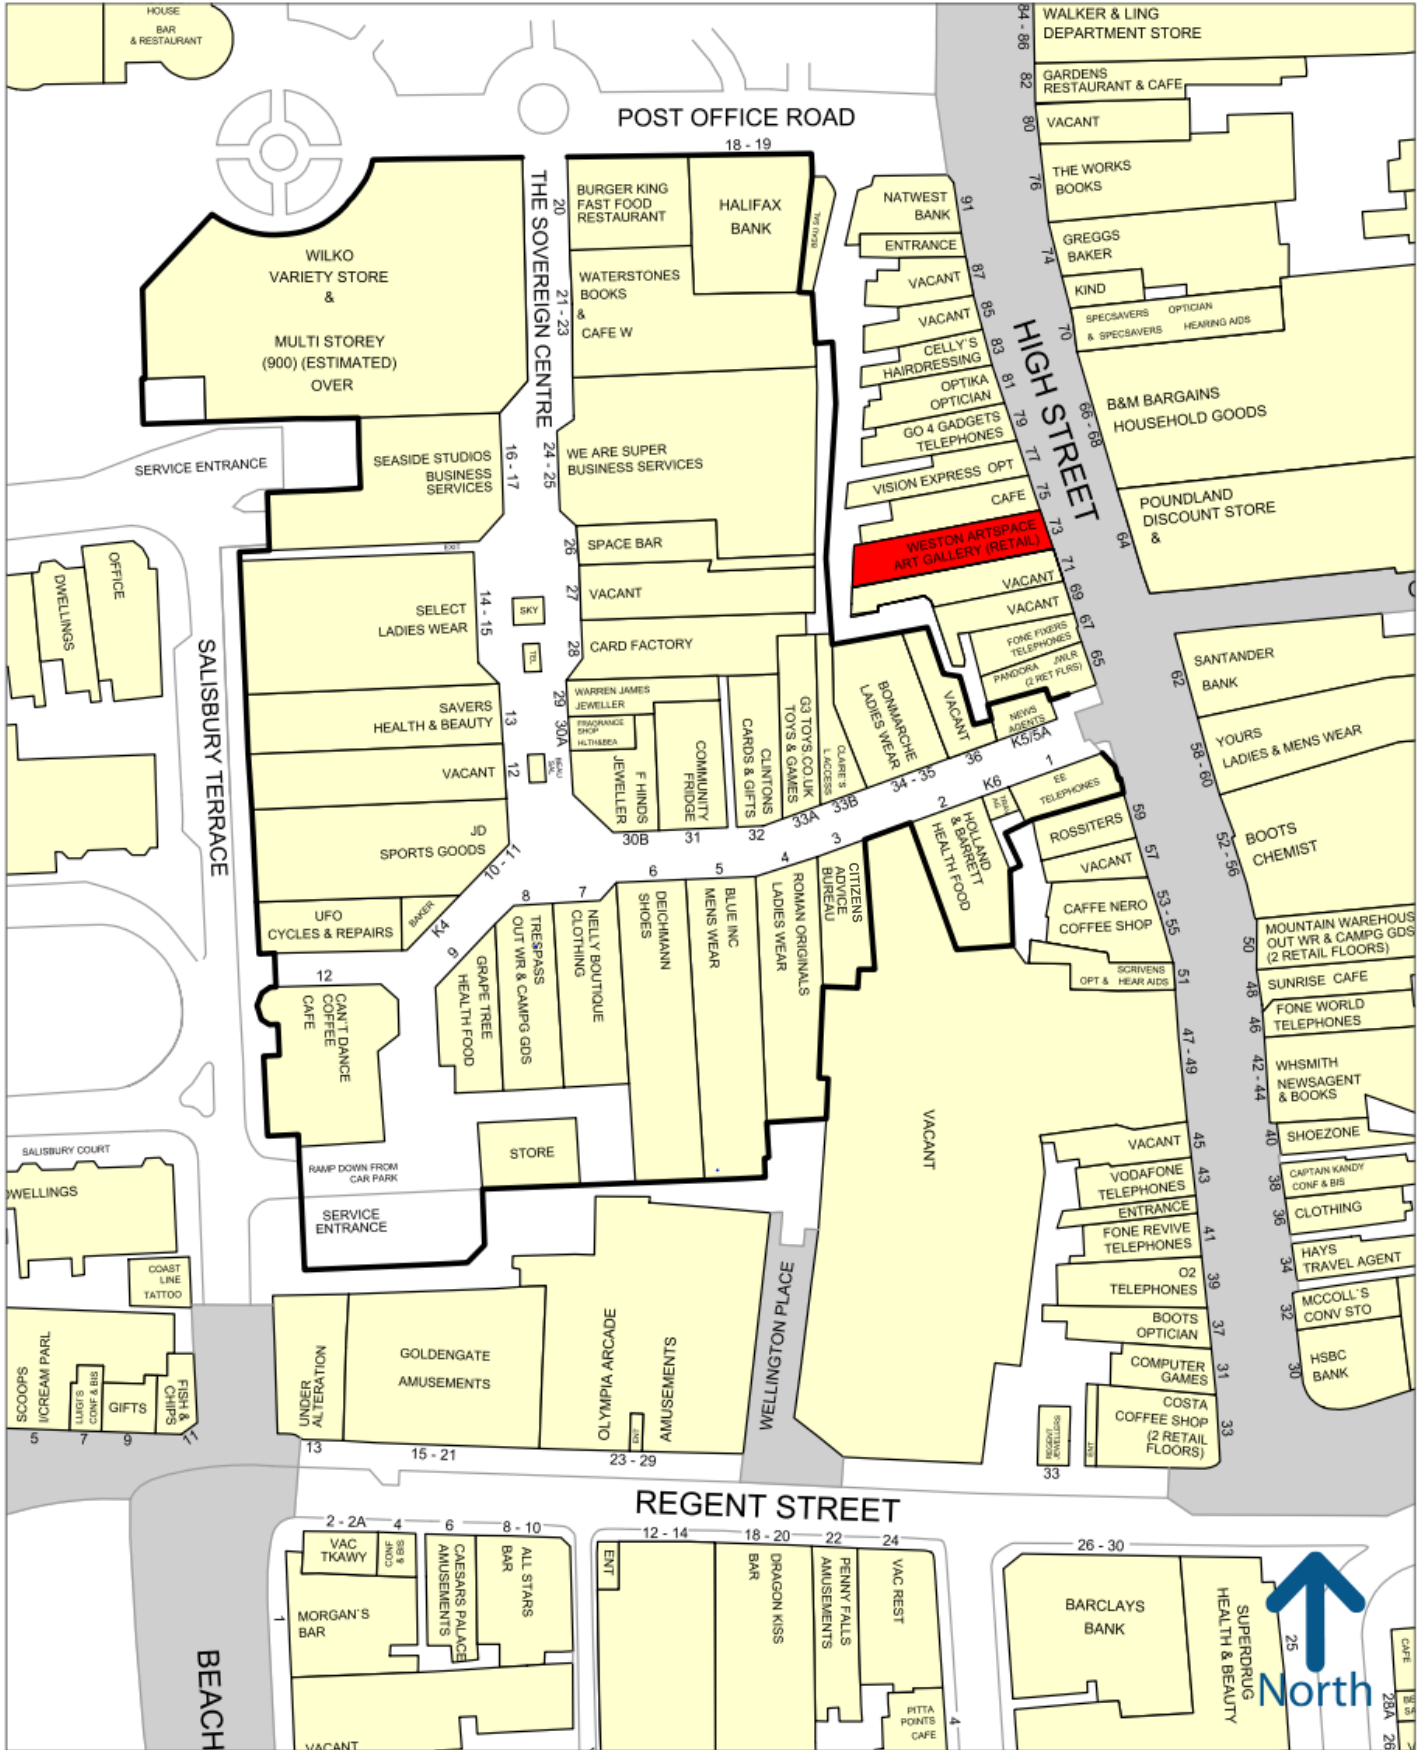 HOUSE
BAR
& RESTAURANT
POST OFFICE ROAD
18 - 19
84 - 86
WALKER & LING
DEPARTMENT STORE
82
GARDENS
RESTAURANT & CAFE
80
VACANT
76
THE WORKS
BOOKS
74
GREGGS
BAKER
KIND
70
SPECSAVERS OPTICIAN
& SPECSAVERS HEARING AIDS
66 - 68
B&M BARGAINS
HOUSEHOLD GOODS
64
POUNDLAND
DISCOUNT STORE
&
HIGH STREET
WILKO
VARIETY STORE
&
MULTI STOREY
(900) (ESTIMATED)
OVER
THE SOVEREIGN CENTRE
20
BURGER KING
FAST FOOD
RESTAURANT
HALIFAX
BANK
BEAU SAL
21 - 23
WATERSTONES
BOOKS
&
CAFE W
24 - 25
WE ARE SUPER
BUSINESS SERVICES
NATWEST
BANK
91
ENTRANCE
VACANT
87
VACANT
85
CELLY'S
HAIRDRESSING
83
OPTIKA
OPTICIAN
81
GO 4 GADGETS
TELEPHONES
79
VISION EXPRESS OPT
77
CAFE
75
WESTON ARTSPACE
ART GALLERY (RETAIL)
73
VACANT
71
VACANT
69
FONE FIXERS
TELEPHONES
67
PANDORA JWLR
(2 RET FLRS)
65
NEWS
AGENTS
K5/5A
SERVICE ENTRANCE
SEASIDE STUDIOS
BUSINESS
SERVICES
16 - 17
EXIT
SELECT
LADIES WEAR
14 - 15
SAVERS
HEALTH & BEAUTY
13
VACANT
12
JD
SPORTS GOODS
10 - 11
UFO
CYCLES & REPAIRS
BAKER
K4
SKY
TEL
BEAU
SAL
26
SPACE BAR
27
VACANT
28
CARD FACTORY
29
WARREN JAMES
JEWELLER
30A
FRAGRANCE
SHOP
HLTH&BEA
F HINDS
JEWELLER
30B
COMMUNITY
FRIDGE
31
CLINTONS
CARDS & GIFTS
32
G3 TOYS.CO.UK
TOYS & GAMES
33A
CLAIRE'S
L ACCESS
33B
BONMARCHE
LADIES WEAR
34 - 35
VACANT
36
OFFICE
DWELLINGS
SALISBURY TERRACE
1
EE
TELEPHONES
K6
2
HOLLAND
& BARRETT
HEALTH FOOD
3
CITIZENS
ADVICE
BUREAU
4
ROMAN ORIGINALS
LADIES WEAR
5
BLUE INC
MENS WEAR
6
DEICHMANN
SHOES
7
NELLY BOUTIQUE
CLOTHING
8
TRESPASS
OUT WR & CAMPG GDS
9
GRAPE TREE
HEALTH FOOD
12
CAN'T DANCE
COFFEE
CAFE
STORE
RAMP DOWN FROM
CAR PARK
SERVICE
ENTRANCE
62
SANTANDER
BANK
58 - 60
YOURS
LADIES & MENS WEAR
52 - 56
BOOTS
CHEMIST
50
MOUNTAIN WAREHOUS
OUT WR & CAMPG GDS
(2 RETAIL FLOORS)
48
SUNRISE CAFE
46
FONE WORLD
TELEPHONES
42 - 44
WHSMITH
NEWSAGENT
& BOOKS
40
SHOEZONE
38
CAPTAIN KANDY
CONF & BIS
36
CLOTHING
34
HAYS
TRAVEL AGENT
32
MCCOLL'S
CONV STO
30
HSBC
BANK
59
ROSSITERS
57
VACANT
53 - 55
CAFFE NERO
COFFEE SHOP
51
SCRIVENS
OPT & HEAR AIDS
47 - 49
VACANT
45
VACANT
43
VODAFONE
TELEPHONES
ENTRANCE
41
FONE REVIVE
TELEPHONES
39
O2
TELEPHONES
37
BOOTS
OPTICIAN
31
COMPUTER
GAMES
33
COSTA
COFFEE SHOP
(2 RETAIL
FLOORS)
ENT
REGENT
JEWELLERS
33
SALISBURY COURT
DWELLINGS
COAST
LINE
TATTOO
SCOOPS
I/CREAM PARL
5
LUIGI'S
CONF & BIS
7
GIFTS
9
FISH &
CHIPS
11
UNDER
ALTERATION
13
GOLDENGATE
AMUSEMENTS
15 - 21
OLYMPIA ARCADE
AMUSEMENTS
ENT
23 - 29
WELLINGTON PLACE
REGENT STREET
2 - 2A
VAC
TKAWY
4
CONF
& BIS
6
CAESARS PALACE
AMUSEMENTS
8 - 10
ALL STARS
BAR
1
MORGAN'S
BAR
VACANT
BEACH
ENT
12 - 14
18 - 20
DRAGON KISS
BAR
22
PENNY FALLS
AMUSEMENTS
24
VAC REST
PITTA
POINTS
CAFE
4
26 - 30
BARCLAYS
BANK
SUPERDRUG
HEALTH & BEAUTY
25
North
CAFE
28A
26